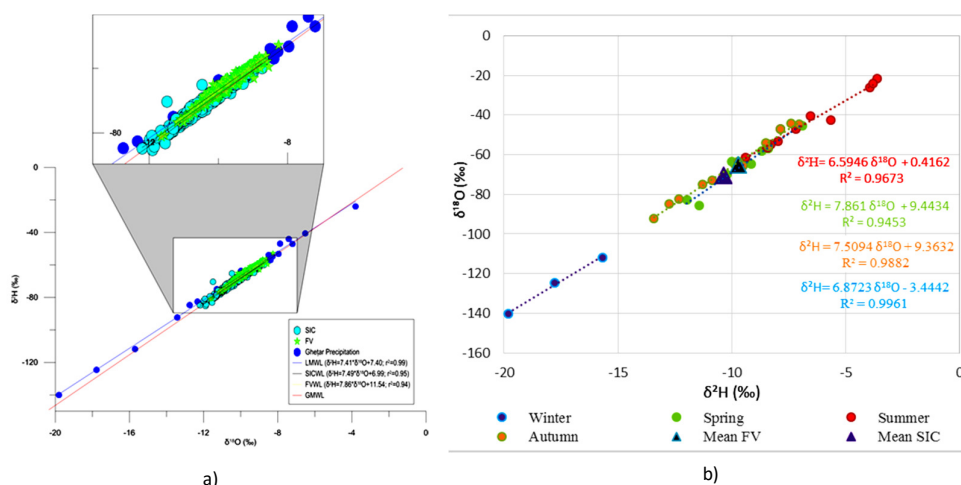 -80
-12
-8
0
-40
-80
-120
-20
-16
-12
-8
-4
0
δ²H (‰)
δ¹⁸O (‰)
SIC
FV
Ghețar Precipitation
LMWL (δ²H=7.41*δ¹⁸O+7.40; r²=0.99)
SICWL (δ²H=7.49*δ¹⁸O+6.99; r²=0.95)
FVWL (δ²H=7.86*δ¹⁸O+11.54; r²=0.94)
GMWL
a)
0
-20
-40
-60
-80
-100
-120
-140
-160
δ¹⁸O (‰)
δ²H= 6.5946 δ¹⁸O + 0.4162
R² = 0.9673
δ²H= 7.861 δ¹⁸O + 9.4434
R² = 0.9453
δ²H= 7.5094 δ¹⁸O + 9.3632
R² = 0.9882
δ²H= 6.8723 δ¹⁸O - 3.4442
R² = 0.9961
-20
-15
-10
-5
0
δ²H (‰)
Winter
Spring
Summer
Autumn
Mean FV
Mean SIC
b)